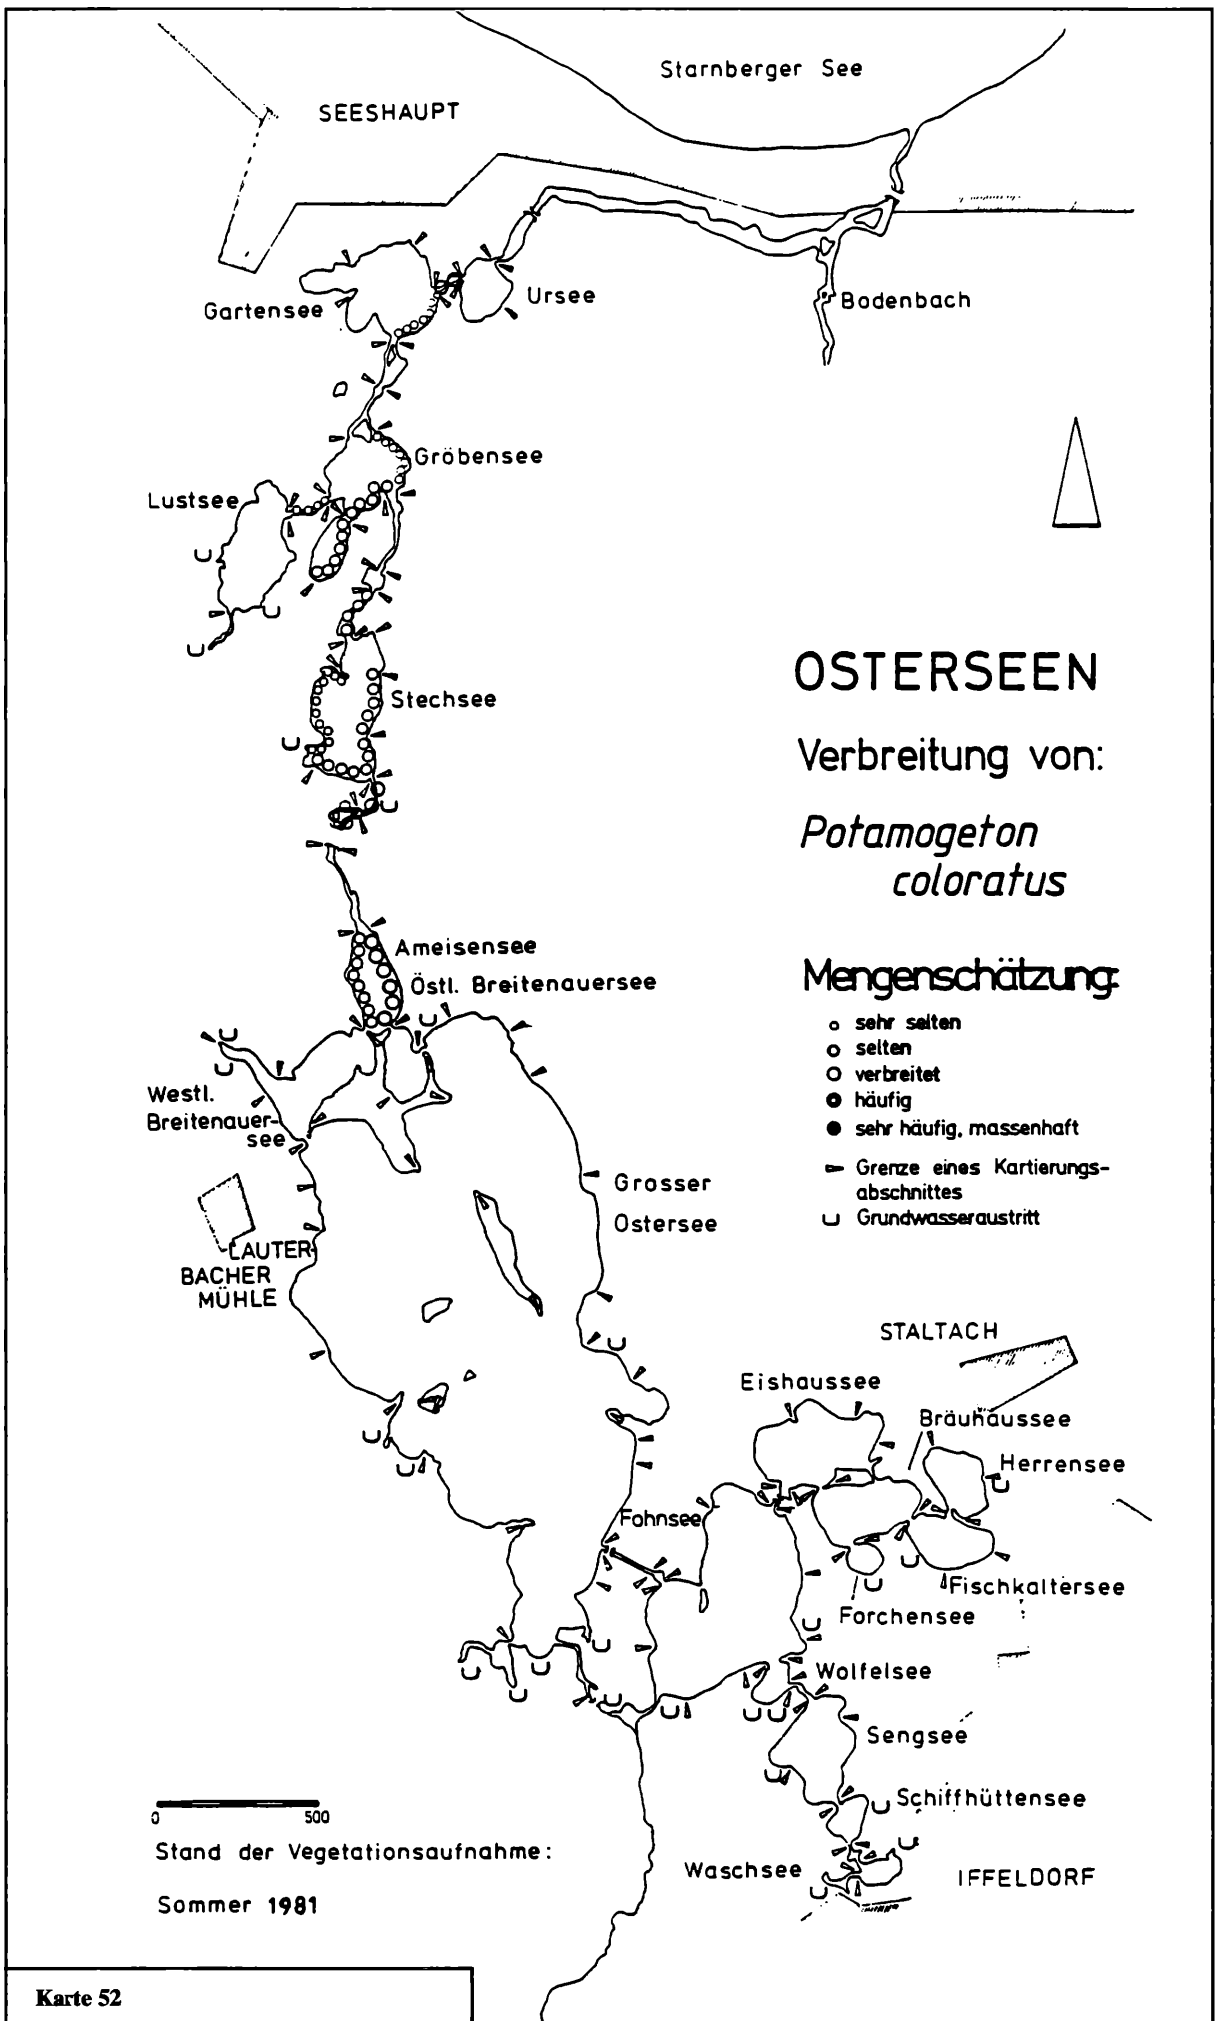 Starnberger See
SEESHAUPT
Gartensee
Ursee
Bodenbach
Gröbensee
Lustsee
Stechsee
OSTERSEEN
Verbreitung von:
Potamogeton
coloratus
Mengenschätzung:
sehr selten
selten
verbreitet
häufig
sehr häufig, massenhaft
Grenze eines Kartierungs-
abschnittes
Grundwasseraustritt
Ameisensee
Östl. Breitenauersee
Westl.
Breitenauer-
see
Grosser
Ostersee
LAUTER-
BACHER
MÜHLE
STALTACH
Eishaussee
Bräuhaussee
Herrensee
Fohnsee
Fischkaltersee
Forchensee
Wolfelsee
Sengsee
Schiffhüttensee
Waschsee
IFFELDORF
0 500
Stand der Vegetationsaufnahme:
Sommer 1981
Karte 52